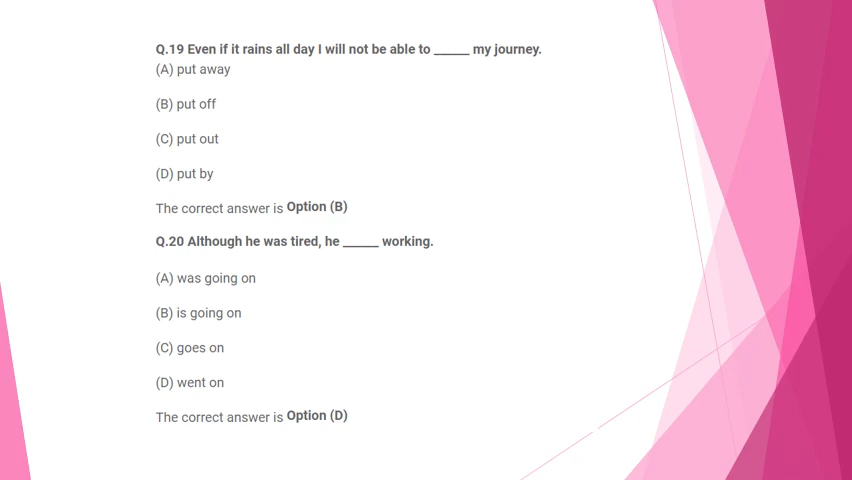 Q.19 Even if it rains all day I will not be able to _____ my journey.
(A) put away
(B) put off
(C) put out
(D) put by
The correct answer is Option (B)
Q.20 Although he was tired, he _____ working.
(A) was going on
(B) is going on
(C) goes on
(D) went on
The correct answer is Option (D)